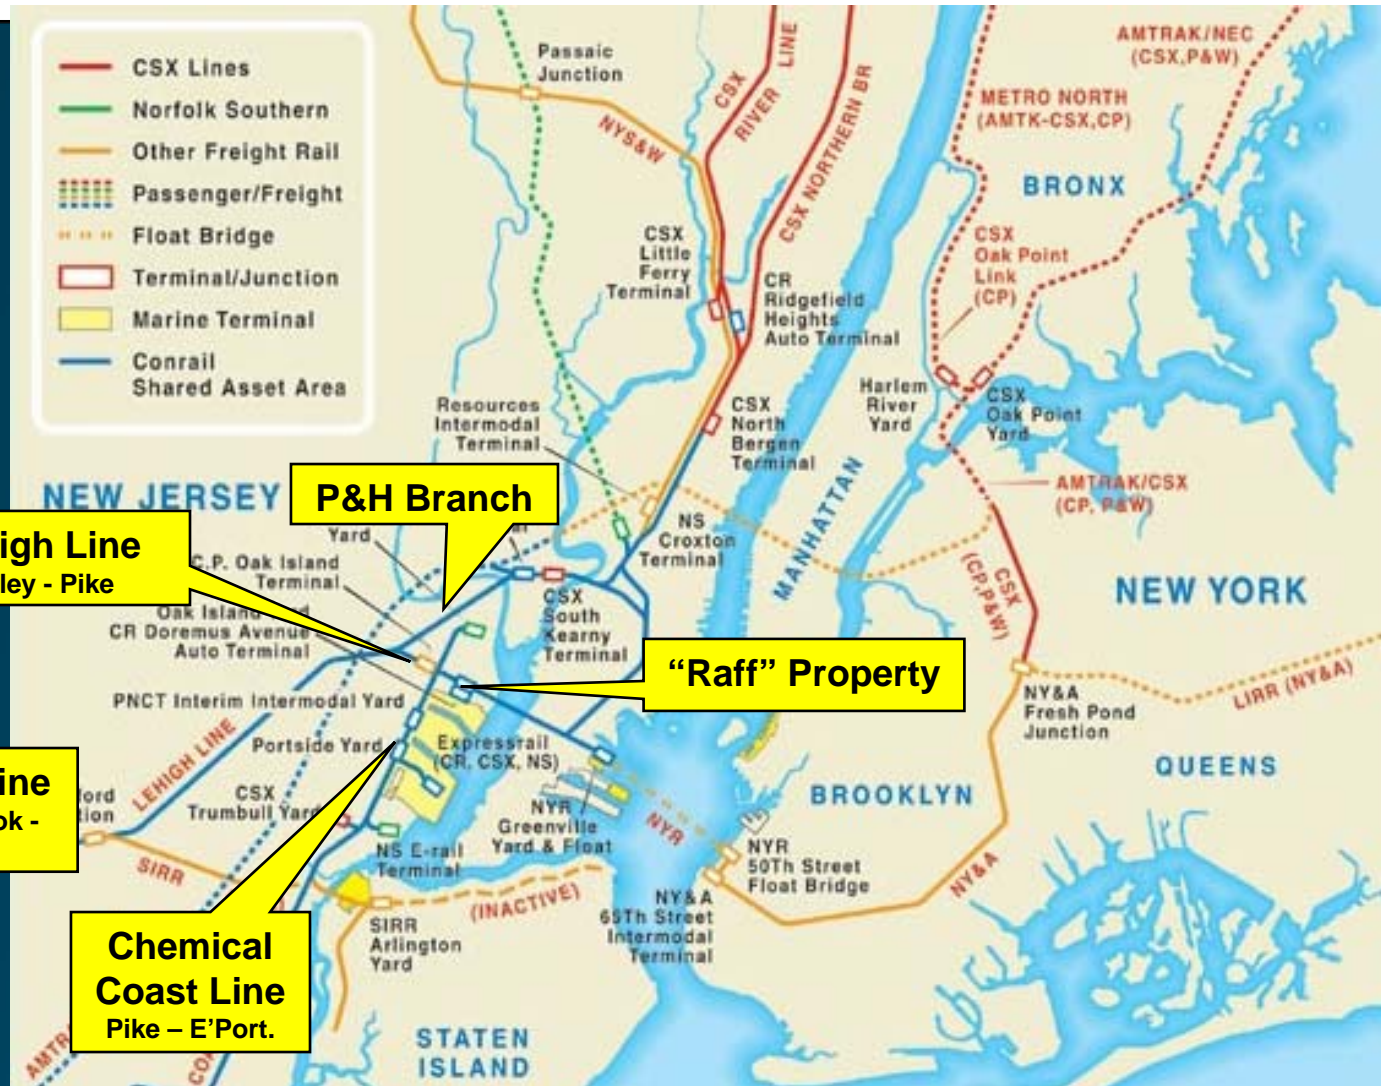 CSX Lines
Norfolk Southern
Other Freight Rail
Passenger/Freight
Float Bridge
Terminal/Junction
Marine Terminal
Conrail
Shared Asset Area
Passaic
Junction
NYS&W
CSX
RIVER
LINE
CSX NORTHERN BR
AMTRAK/NEC
(CSX,P&W)
METRO NORTH
(AMTK-CSX,CP)
BRONX
CSX
Oak Point
Link
(CP)
CSX
Little
Ferry
Terminal
CR
Ridgefield
Heights
Auto Terminal
Harlem
River
Yard
CSX
Oak Point
Yard
Resources
Intermodal
Terminal
CSX
North
Bergen
Terminal
MANHATTAN
AMTRAK/CSX
(CP, P&W)
NEW JERSEY
P&H Branch
NS
Croxton
Terminal
CSX
(CP,P&W)
NEW YORK
Yard
igh Line
ley - Pike
C.P. Oak Island
Terminal
Oak Island
CR Doremus Avenue
Auto Terminal
CSX
South
Kearny
Terminal
“Raff” Property
LIRR (NY&A)
NY&A
Fresh Pond
Junction
PNCT Interim Intermodal Yard
Portside Yard
Expressrail
(CR, CSX, NS)
LEHIGH LINE
QUEENS
BROOKLYN
ine
ok -
ford
tion
CSX
Trumbull Yard
NYR
Greenville
Yard & Float
NYR
NYR
50Th Street
Float Bridge
NY&A
SIRR
NS E-rail
Terminal
(INACTIVE)
NY&A
65Th Street
Intermodal
Terminal
SIRR
Arlington
Yard
Chemical
Coast Line
Pike – E’Port.
STATEN
ISLAND
AMTR
CO